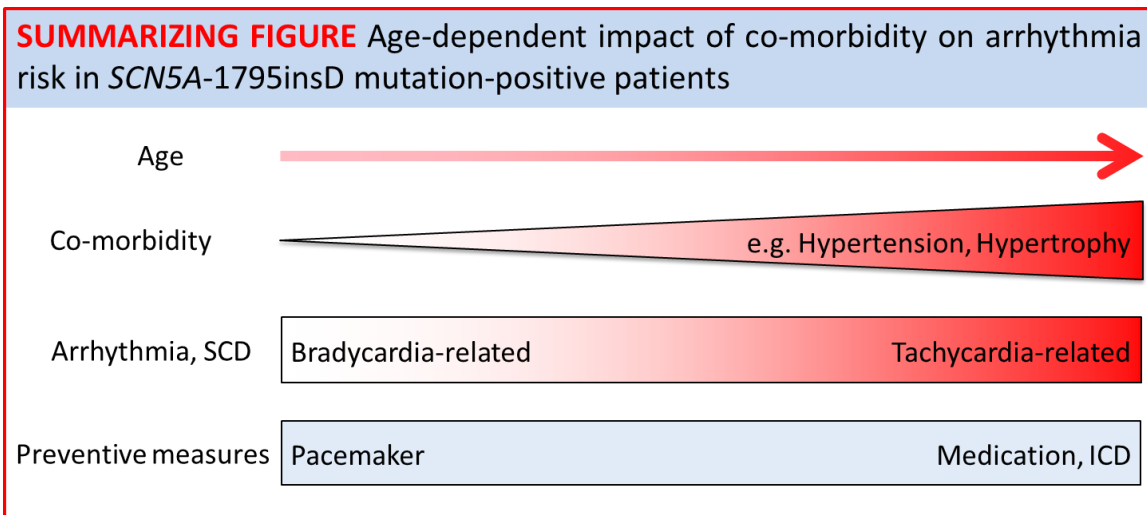 SUMMARIZING FIGURE Age-dependent impact of co-morbidity on arrhythmia
risk in SCN5A-1795insD mutation-positive patients
Age
Co-morbidity
e.g. Hypertension, Hypertrophy
Arrhythmia, SCD
Bradycardia-related
Tachycardia-related
Preventive measures
Pacemaker
Medication, ICD